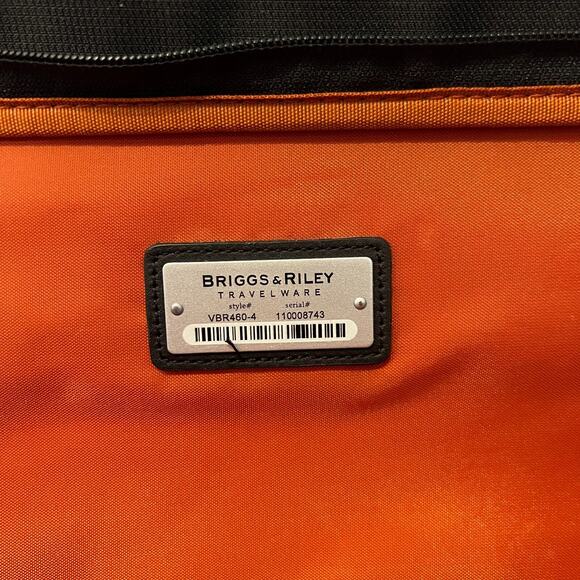 BRIGGS & RILEY
TRAVELWARE
style# serial#
VBR460-4 110008743